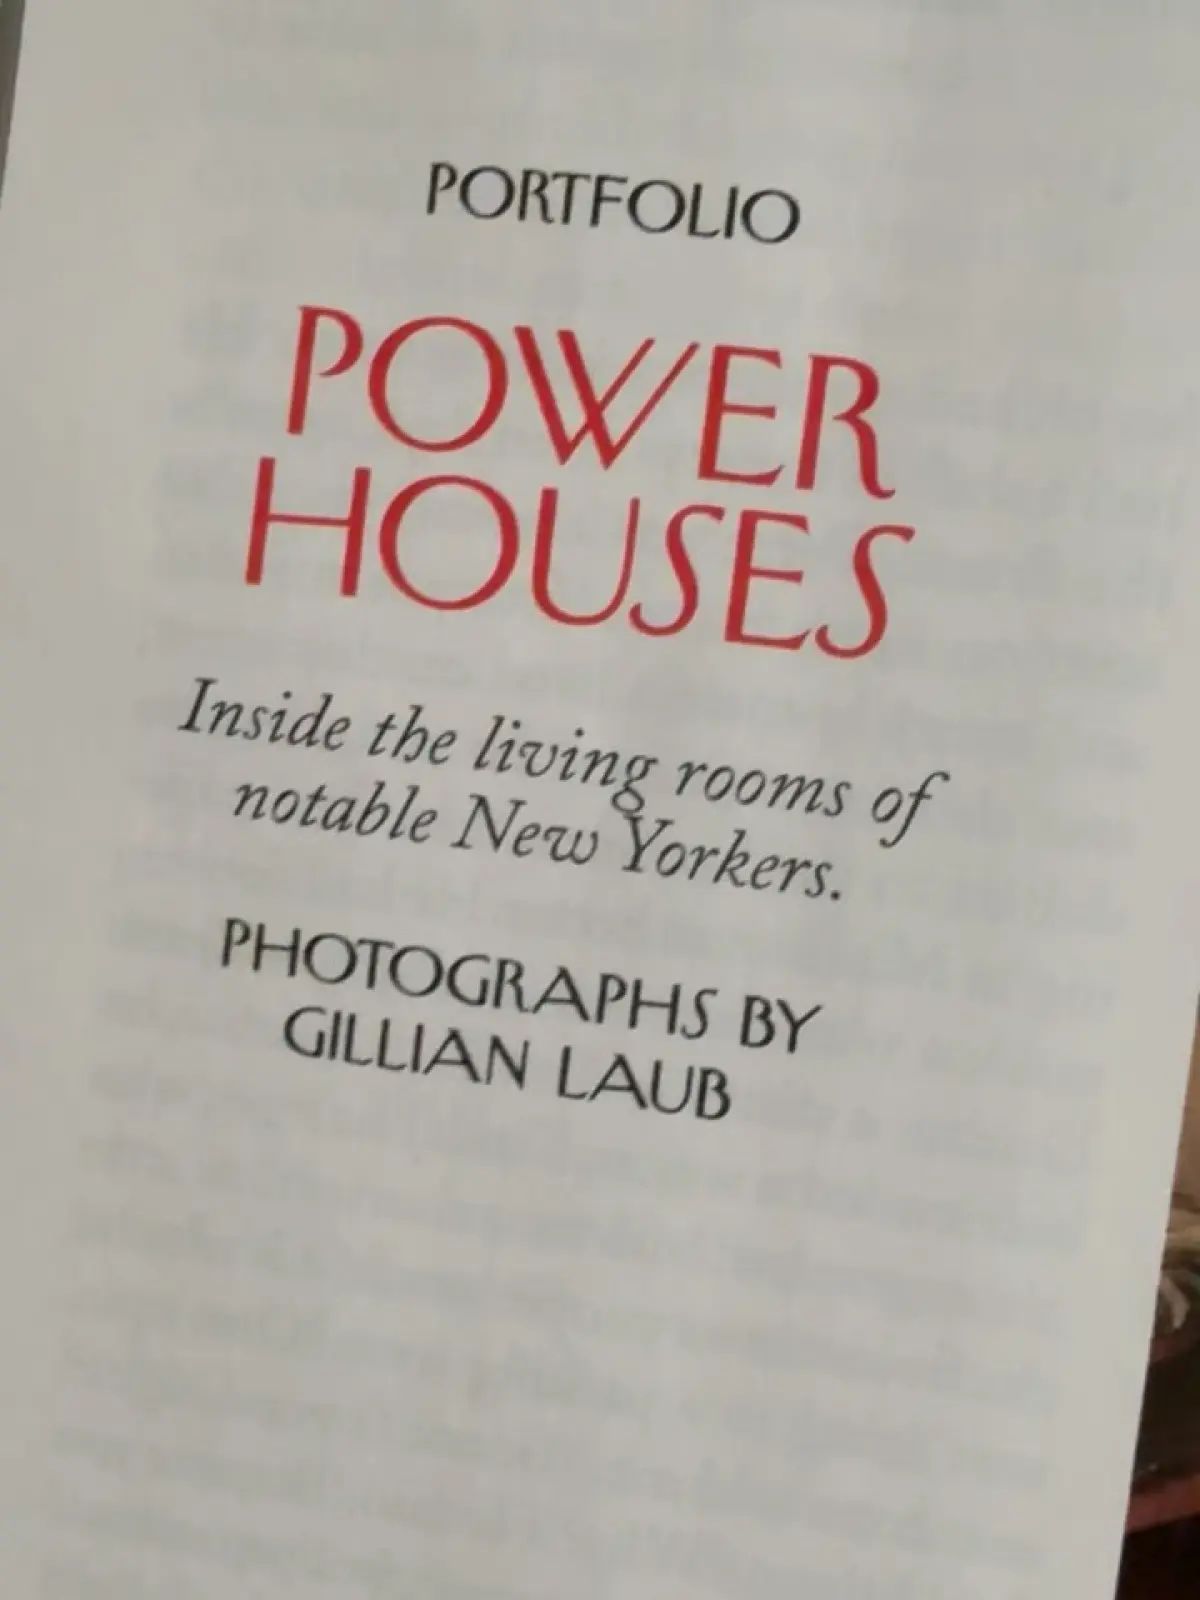 PORTFOLIO
POWER
HOUSES
Inside the living rooms of
notable New Yorkers.
PHOTOGRAPHS BY
GILLIAN LAUB